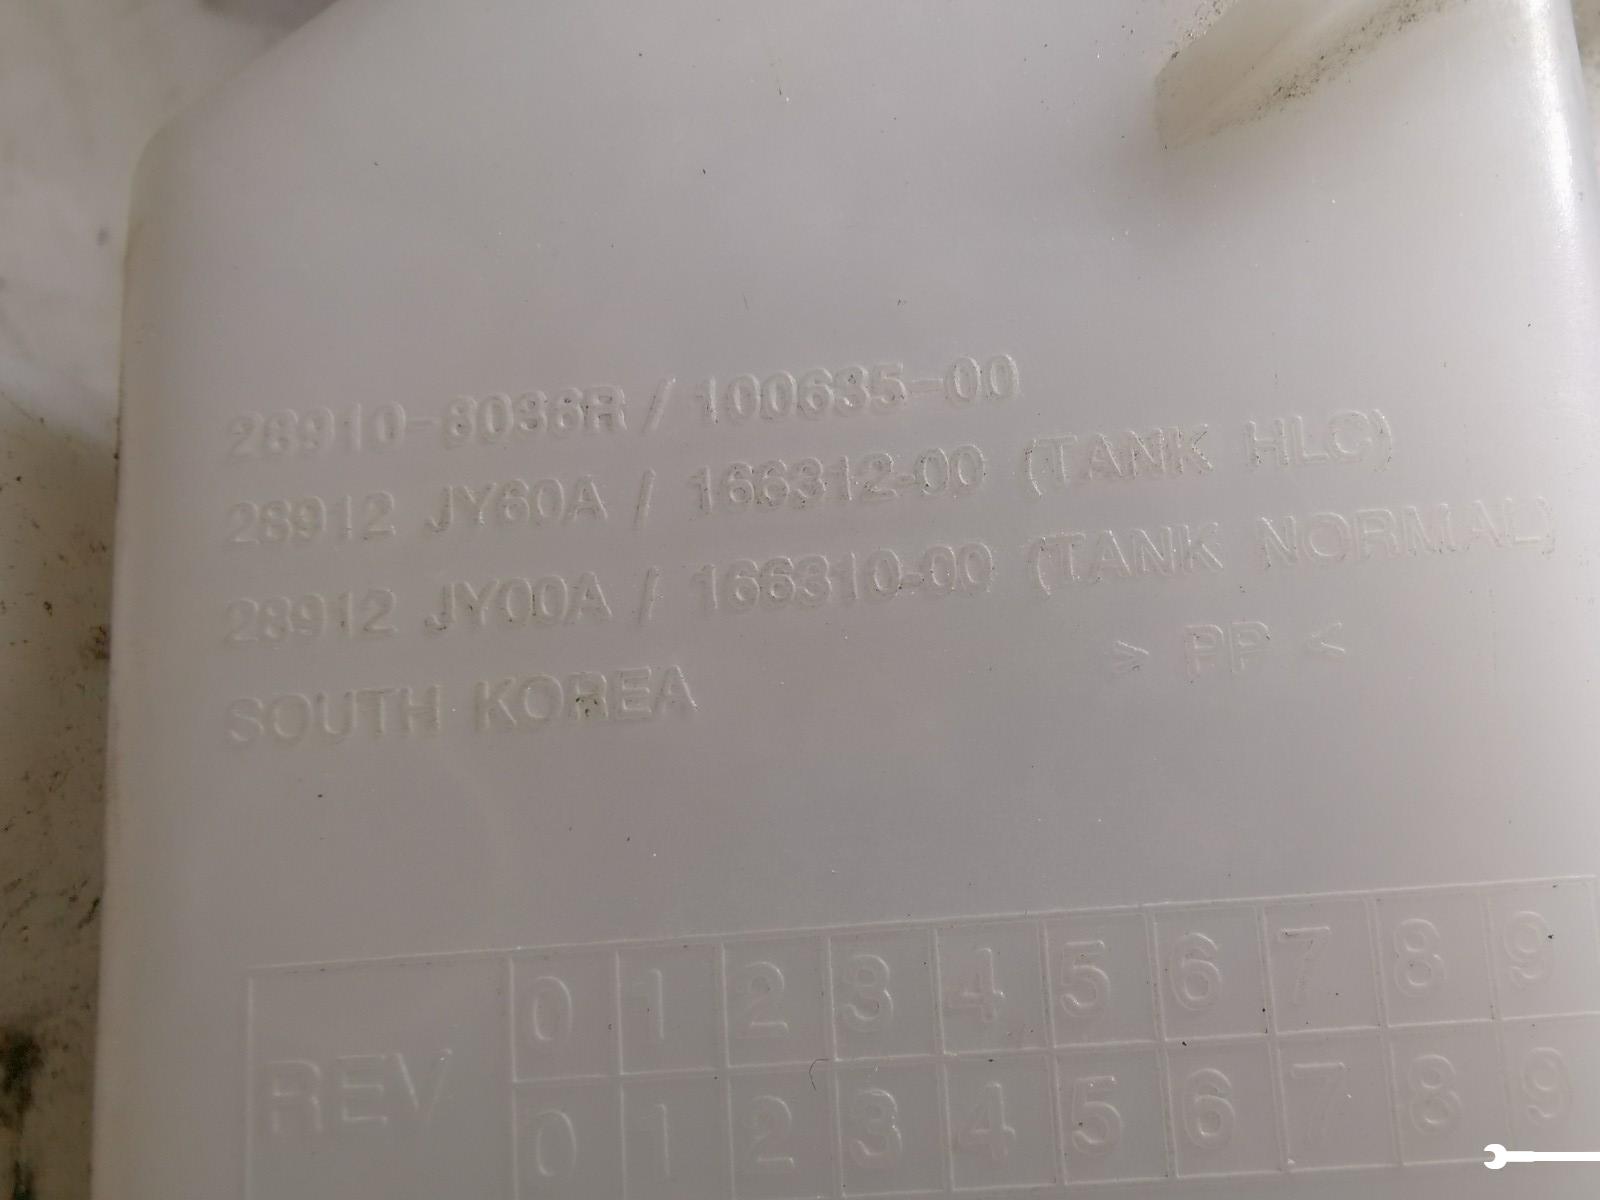 28910-8036R / 100635-00
28912 JY60A / 166312-00 (TANK HLC)
28912 JY00A / 166310-00 (TANK NORMAL)
SOUTH KOREA
> PP <
REV
0 1 2 3 4 5 6 7 8 9
0 1 2 3 4 5 6 7 8 9